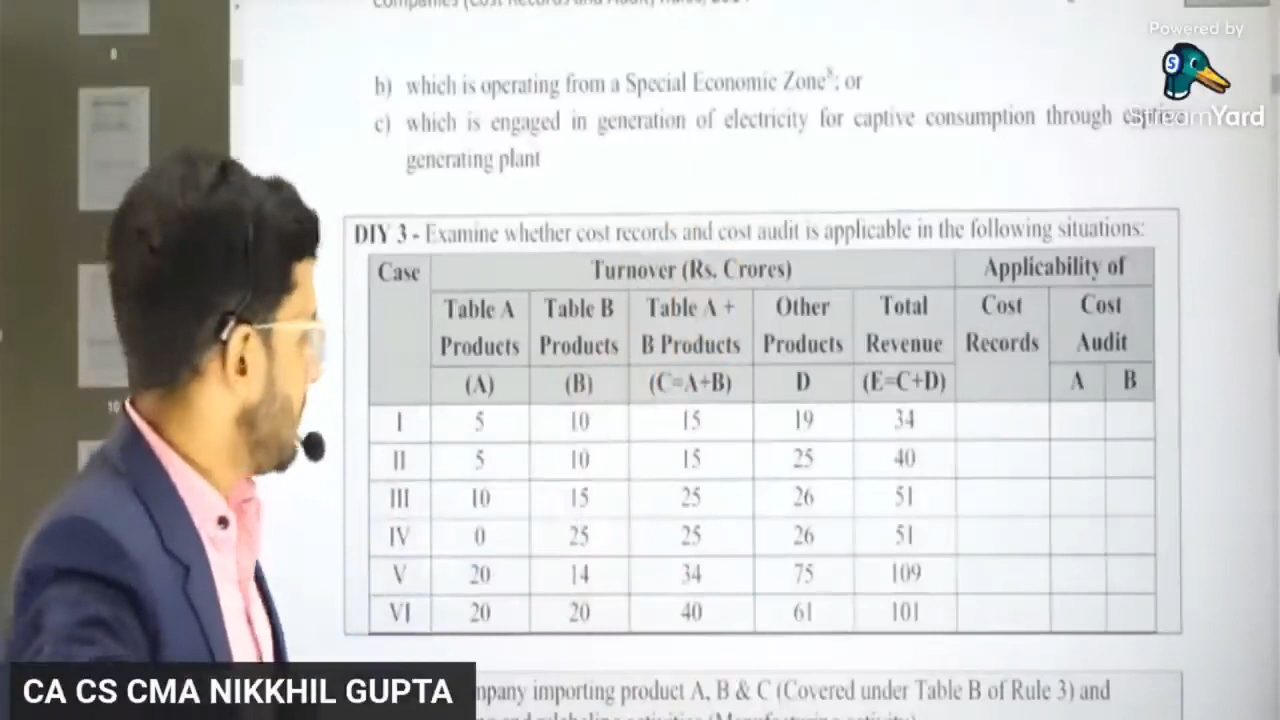 Powered by
StreamYard
8
b) which is operating from a Special Economic Zone⁸; or
c) which is engaged in generation of electricity for captive consumption through
generating plant
DIY 3 - Examine whether cost records and cost audit is applicable in the following situations:
Case Turnover (Rs. Crores) Applicability of
Table A Table B Table A + Other Total Cost Cost
Products Products B Products Products Revenue Records Audit
(A) (B) (C=A+B) D (E=C+D) A B
I 5 10 15 19 34
II 5 10 15 25 40
III 10 15 25 26 51
IV 0 25 25 26 51
V 20 14 34 75 109
VI 20 20 40 61 101
10
CA CS CMA NIKKHIL GUPTA
mpany importing product A, B & C (Covered under Table B of Rule 3) and